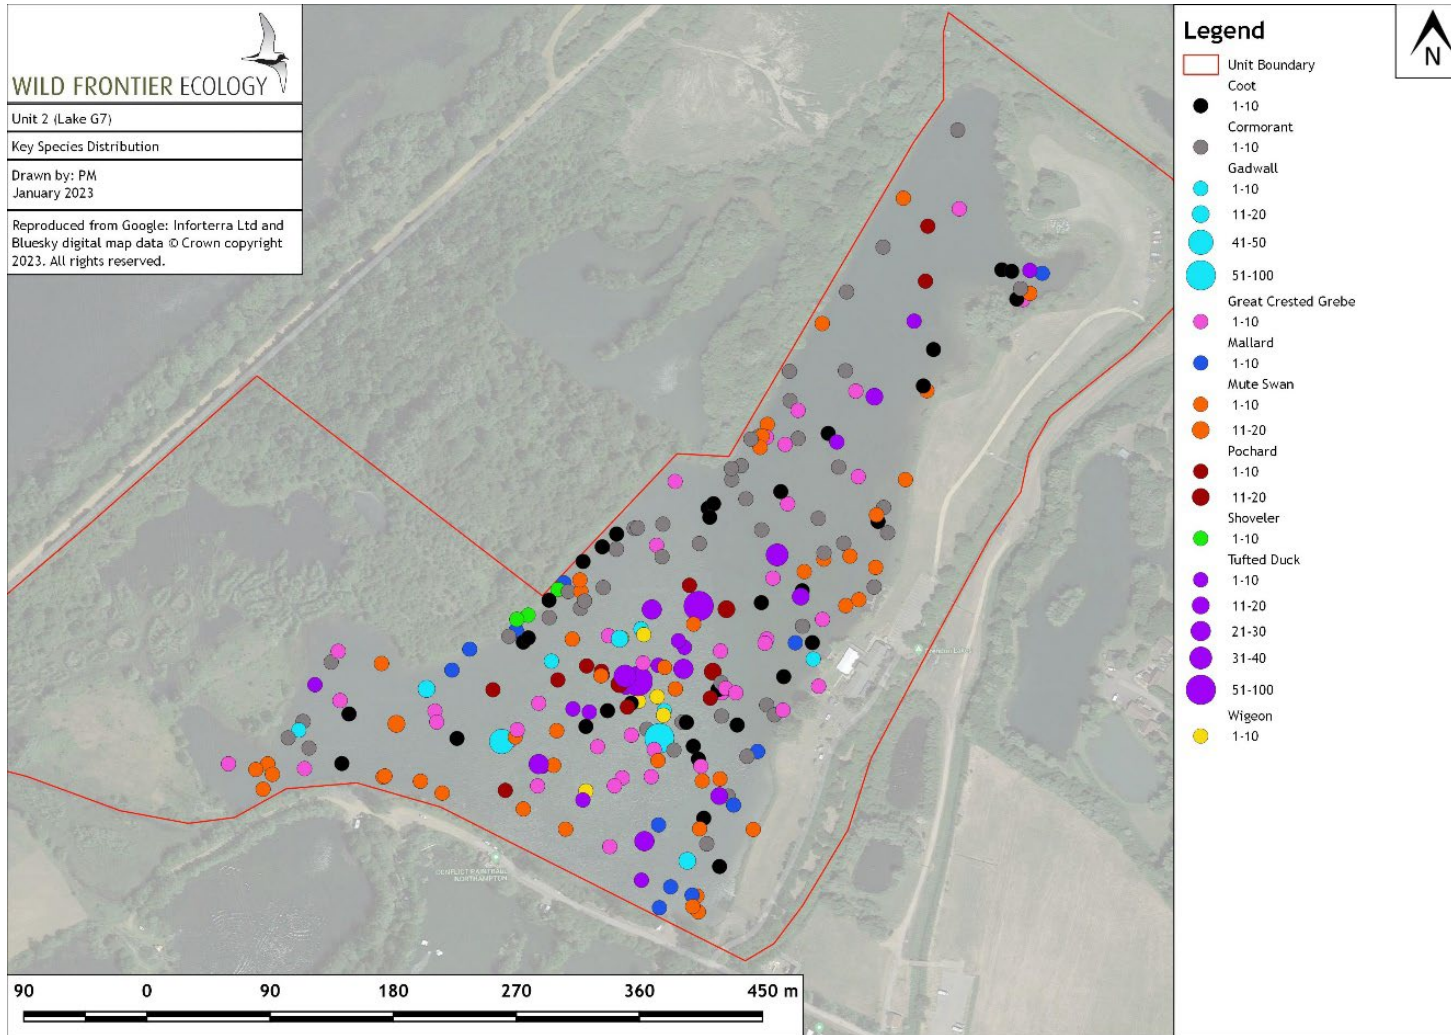 WILD FRONTIER ECOLOGY
Unit 2 (Lake G7)
Key Species Distribution
Drawn by: PM
January 2023
Reproduced from Google: Inforterra Ltd and
Bluesky digital map data © Crown copyright
2023. All rights reserved.
Legend
N
Unit Boundary
Coot
1-10
Cormorant
1-10
Gadwall
1-10
11-20
41-50
51-100
Great Crested Grebe
1-10
Mallard
1-10
Mute Swan
1-10
11-20
Pochard
1-10
11-20
Shoveler
1-10
Tufted Duck
1-10
11-20
21-30
31-40
51-100
Wigeon
1-10
NORTHAMPTON
90 0 90 180 270 360 450 m